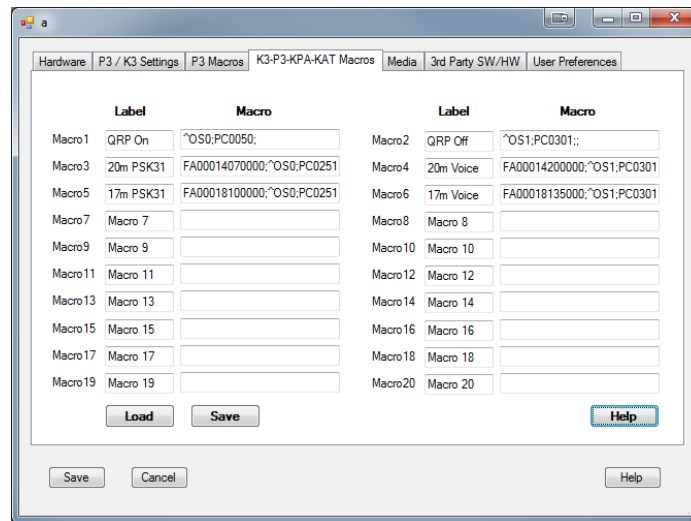 a
Hardware P3 / K3 Settings P3 Macros K3-P3-KPA-KAT Macros Media 3rd Party SW/HW User Preferences
Label Macro Label Macro
Macro1 QRP On ^OS0;PC0050; Macro2 QRP Off ^OS1;PC0301;;
Macro3 20m PSK31 FA00014070000;^OS0;PC0251 Macro4 20m Voice FA00014200000;^OS1;PC0301
Macro5 17m PSK31 FA00018100000;^OS0;PC0251 Macro6 17m Voice FA00018135000;^OS1;PC0301
Macro7 Macro 7 Macro8 Macro 8
Macro9 Macro 9 Macro10 Macro 10
Macro11 Macro 11 Macro12 Macro 12
Macro13 Macro 13 Macro14 Macro 14
Macro15 Macro 15 Macro16 Macro 16
Macro17 Macro 17 Macro18 Macro 18
Macro19 Macro 19 Macro20 Macro 20
Load Save Help
Save Cancel Help